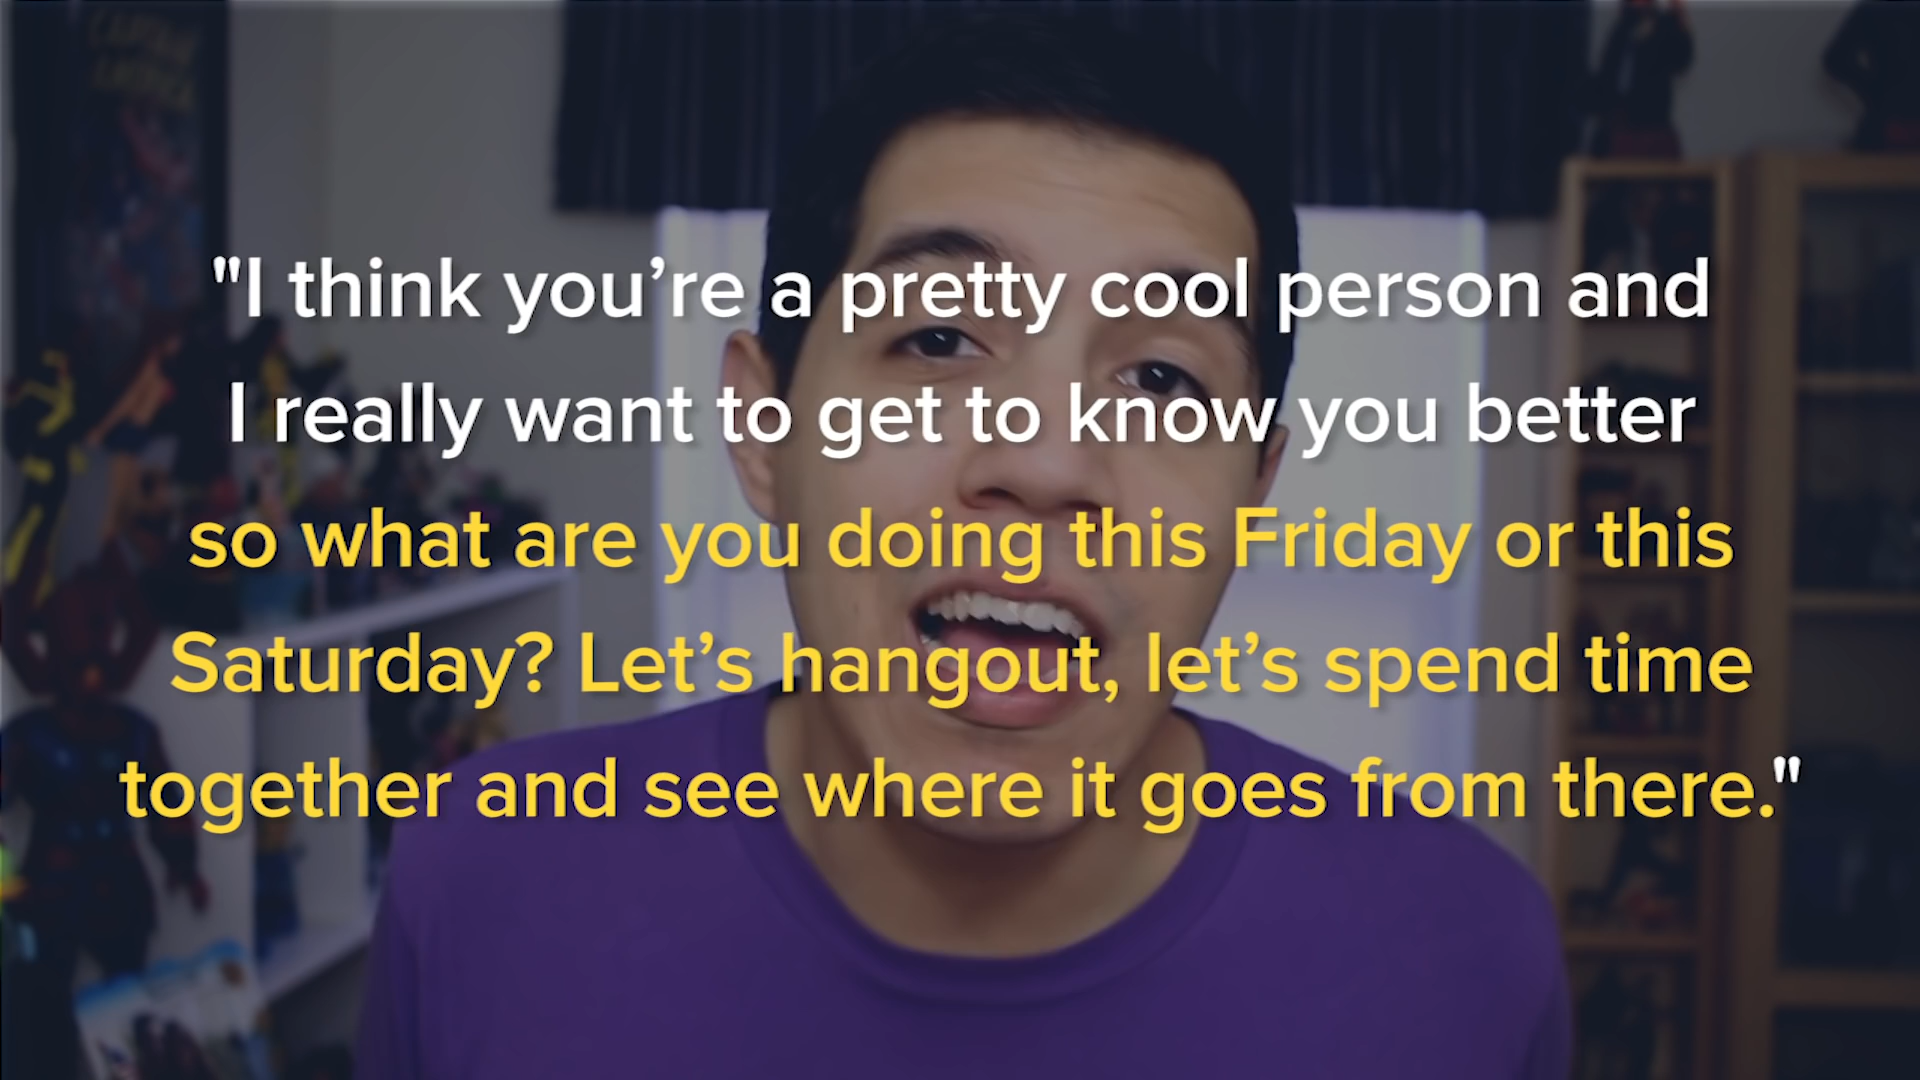 CAPTAIN
AMERICA
"I think you’re a pretty cool person and
I really want to get to know you better
so what are you doing this Friday or this
Saturday? Let’s hangout, let’s spend time
together and see where it goes from there."